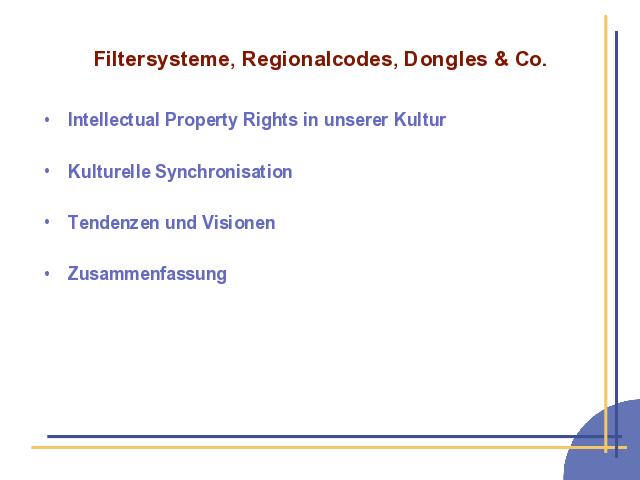 Filtersysteme, Regionalcodes, Dongles & Co.
• Intellectual Property Rights in unserer Kultur
• Kulturelle Synchronisation
• Tendenzen und Visionen
• Zusammenfassung